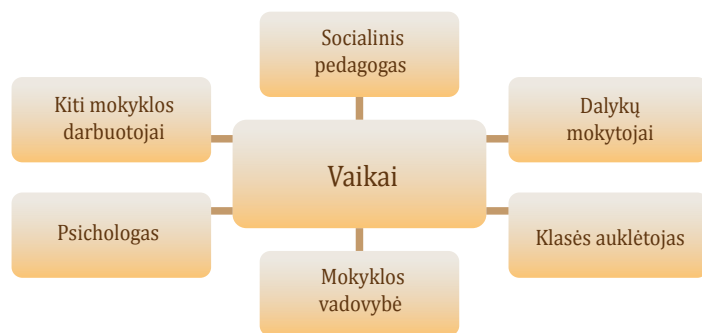 Socialinis
pedagogas
Kiti mokyklos
darbuotojai
Dalykų
mokytojai
Vaikai
Psichologas
Klasės auklėtojas
Mokyklos
vadovybė